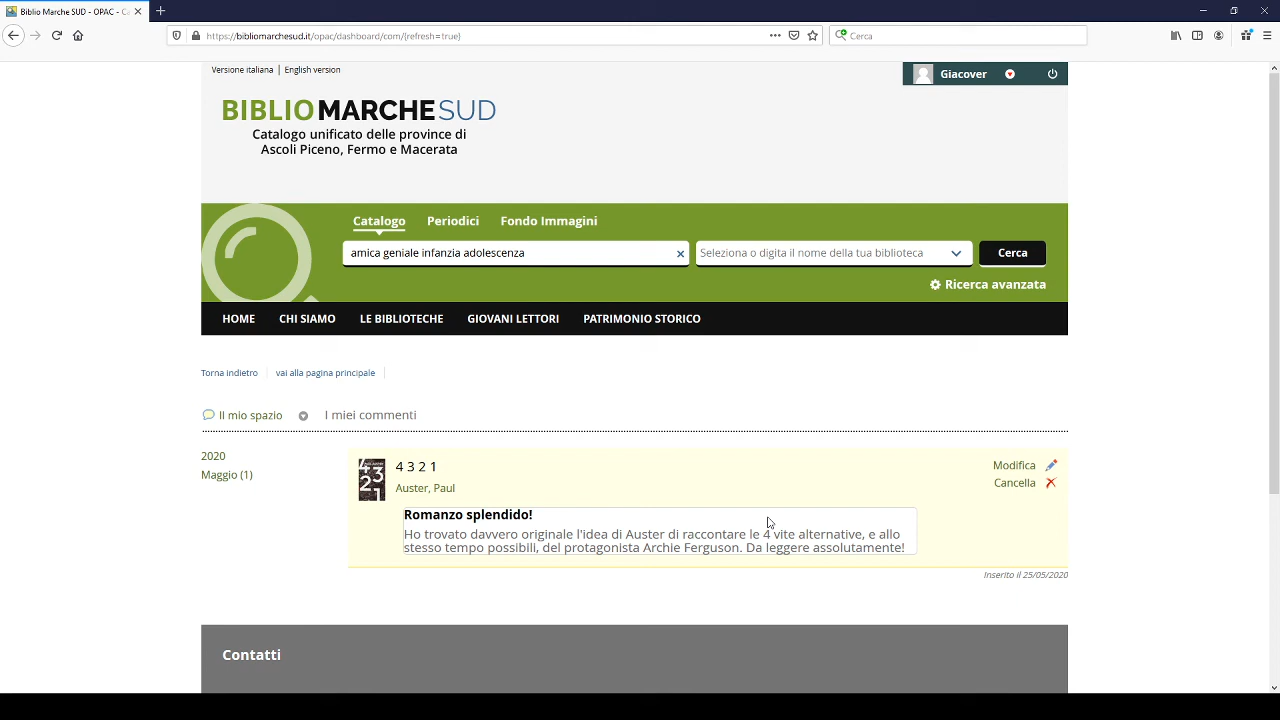 Biblio Marche SUD - OPAC - Ca
https://bibliomarchesud.it/opac/dashboard/com/{refresh=true}
Cerca
Versione italiana | English version
Giacover
BIBLIOMARCHESUD
Catalogo unificato delle province di
Ascoli Piceno, Fermo e Macerata
Catalogo Periodici Fondo Immagini
amica geniale infanzia adolescenza
Seleziona o digita il nome della tua biblioteca
Cerca
Ricerca avanzata
HOME CHI SIAMO LE BIBLIOTECHE GIOVANI LETTORI PATRIMONIO STORICO
Torna indietro vai alla pagina principale
Il mio spazio I miei commenti
2020
Maggio (1)
4 3 2 1
Auster, Paul
Modifica
Cancella
Romanzo splendido!
Ho trovato davvero originale l'idea di Auster di raccontare le 4 vite alternative, e allo
stesso tempo possibili, del protagonista Archie Ferguson. Da leggere assolutamente!
Inserito il 25/05/2020
Contatti